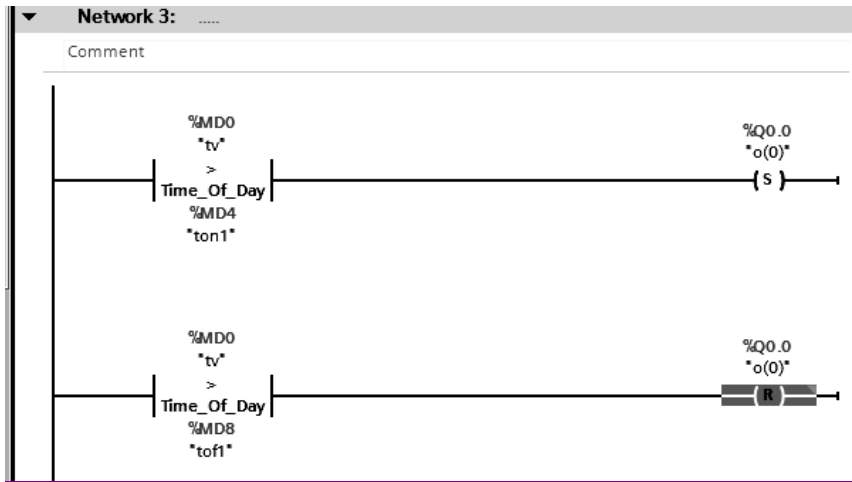 Network 3: .....
Comment
%MD0
"tv"
>
Time_Of_Day
%MD4
"ton1"
%Q0.0
"o(0)"
S
%MD0
"tv"
>
Time_Of_Day
%MD8
"tof1"
%Q0.0
"o(0)"
R